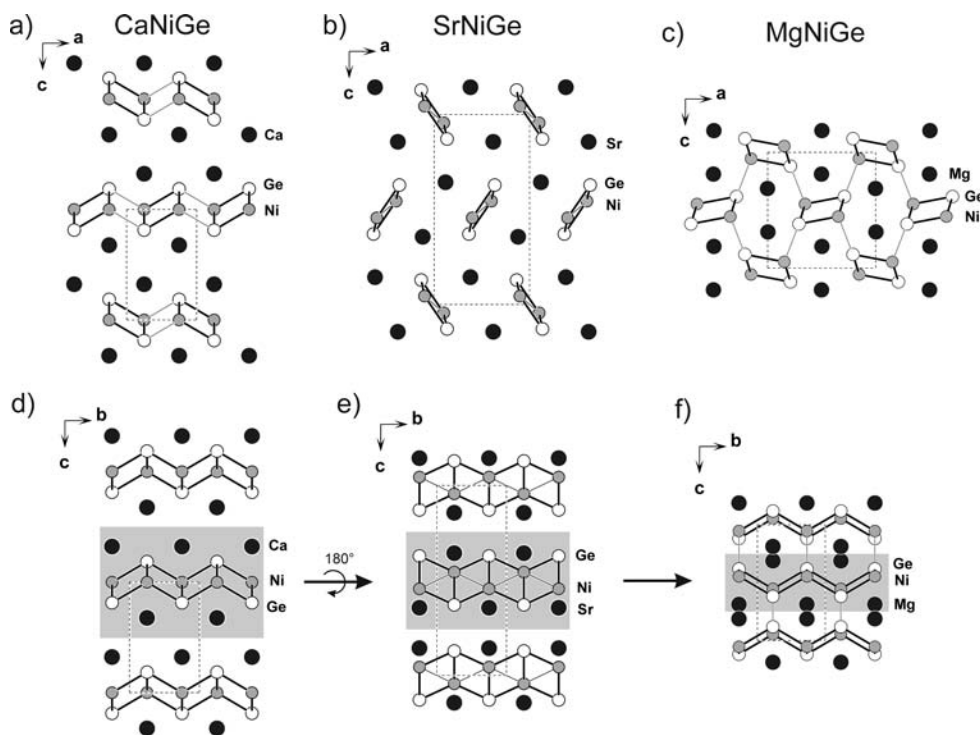 CaNiGe
SrNiGe
MgNiGe
a)
b)
c)
a
c
a
c
a
c
Ca
Ge
Ni
Sr
Ge
Ni
Mg
Ge
Ni
d)
e)
f)
b
c
b
c
b
c
Ca
Ni
Ge
180°
Ge
Ni
Sr
Ge
Ni
Mg